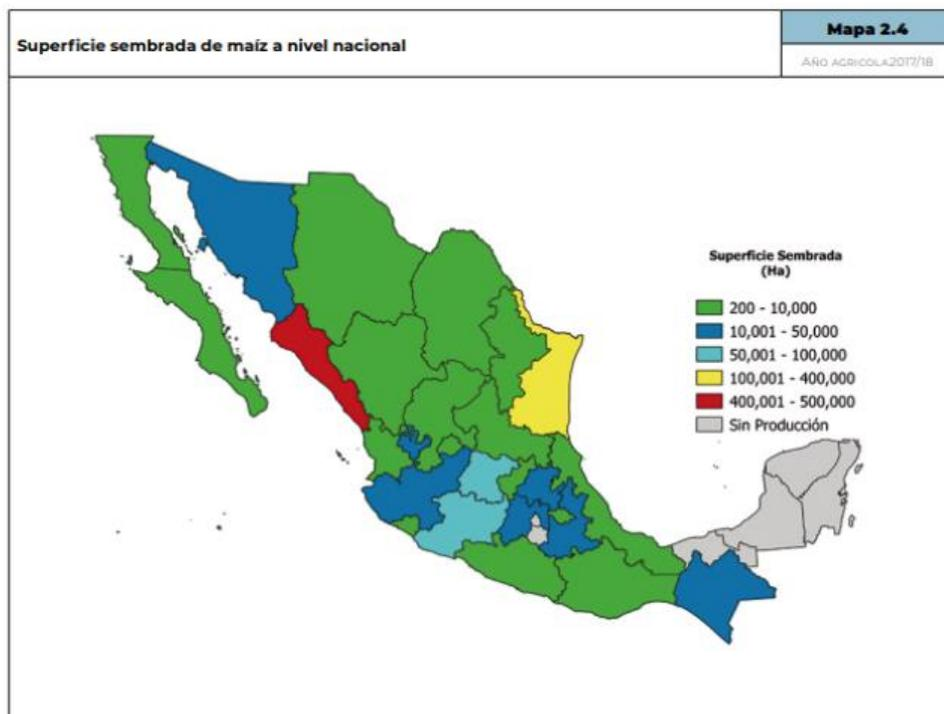 Superficie sembrada de maíz a nivel nacional
Mapa 2.4
AÑO AGRICOLA2017/18
Superficie Sembrada
(Ha)
200 - 10,000
10,001 - 50,000
50,001 - 100,000
100,001 - 400,000
400,001 - 500,000
Sin Producción